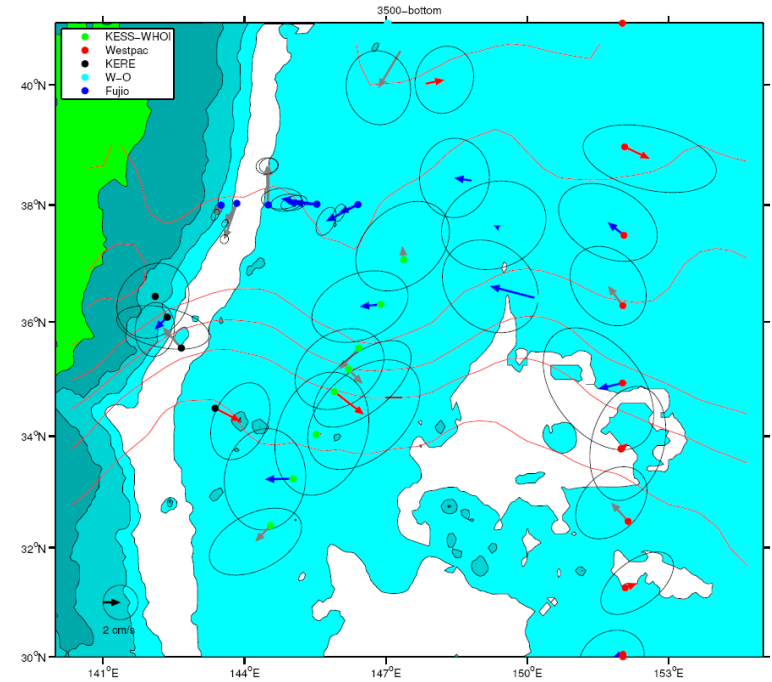 3500-bottom
KESS-WHOI
Westpac
KERE
W-O
Fujio
40°N
38°N
36°N
34°N
32°N
30°N
2 cm/s
141°E
144°E
147°E
150°E
153°E